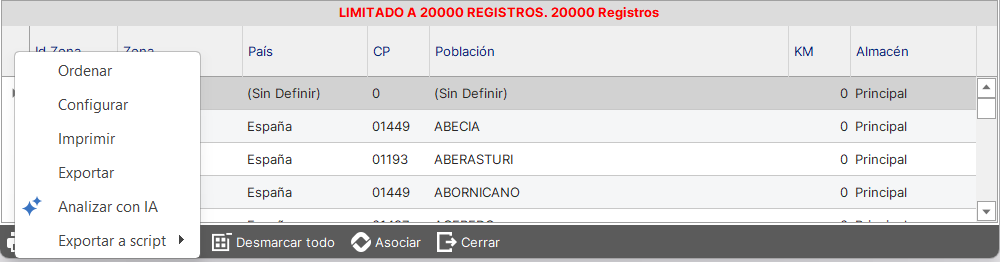 LIMITADO A 20000 REGISTROS. 20000 Registros
Id Zona Zona País CP Población KM Almacén
(Sin Definir) 0 (Sin Definir) 0 Principal
España 01449 ABECIA 0 Principal
España 01193 ABERASTURI 0 Principal
España 01449 ABORNICANO 0 Principal
Ordenar
Configurar
Imprimir
Exportar
Analizar con IA
Exportar a script
Desmarcar todo Asociar Cerrar